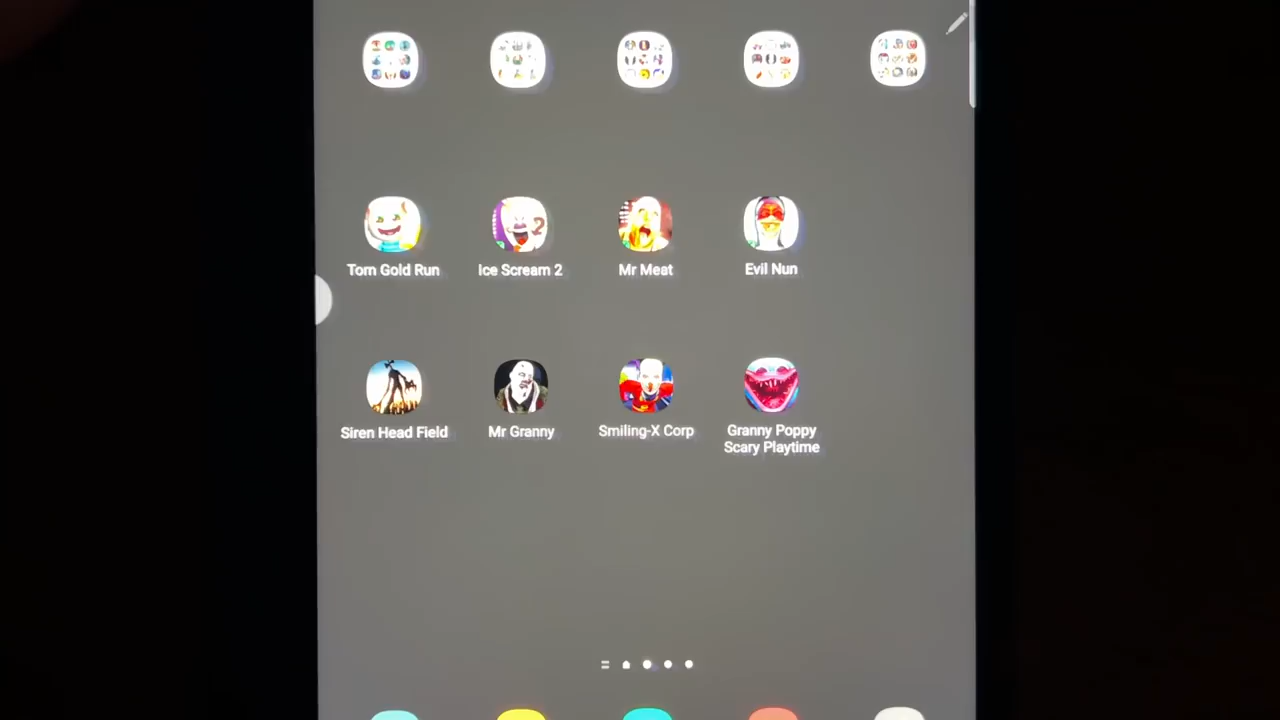 Tom Gold Run
Ice Scream 2
Mr Meat
Evil Nun
Siren Head Field
Mr Granny
Smiling-X Corp
Granny Poppy
Scary Playtime
2